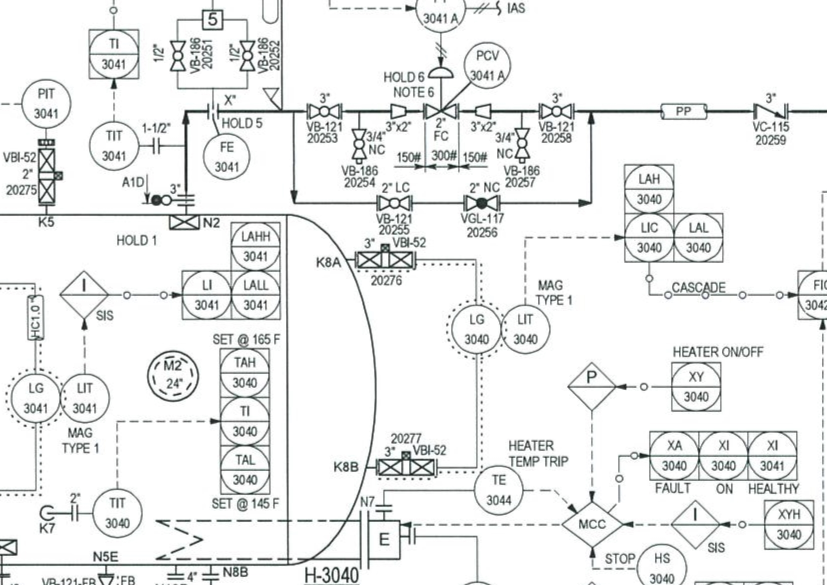 3041 A
IAS
5
1/2"
VB-186
20251
1/2"
VB-186
20252
TI
3041
PCV
3041 A
HOLD 6
NOTE 6
PIT
3041
X"
HOLD 5
3"
VB-121
20253
3"x2"
2"
FC
3"x2"
3"
VB-121
20258
PP
3"
VC-115
20259
TIT
3041
1-1/2"
FE
3041
3/4"
NC
VB-186
20254
150#
300#
150#
3/4"
NC
VB-186
20257
VBI-52
2"
20275
A1D
3"
K5
N2
2" LC
VB-121
20255
2" NC
VGL-117
20256
LAH
3040
LIC
3040
LAL
3040
HOLD 1
LAHH
3041
LI
3041
LALL
3041
K8A
3"
VBI-52
20276
MAG
TYPE 1
CASCADE
FIC
3042
I
SIS
HC1.0"
LG
3040
LIT
3040
SET @ 165 F
TAH
3040
TI
3040
TAL
3040
SET @ 145 F
M2
24"
LG
3041
LIT
3041
MAG
TYPE 1
HEATER ON/OFF
P
XY
3040
20277
3"
VBI-52
K8B
HEATER
TEMP TRIP
XA
3040
XI
3040
XI
3041
FAULT
ON
HEALTHY
TE
3044
N7
K7
2"
TIT
3040
E
MCC
I
SIS
XYH
3040
STOP
HS
3040
N5E
VB-121-FB
FB
4"
N8B
H-3040